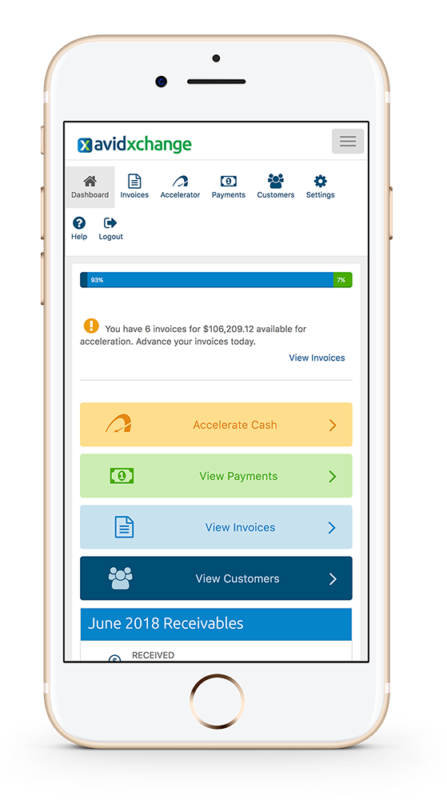 avidxchange
Dashboard Invoices Accelerator Payments Customers Settings
Help Logout
93% 7%
You have 6 invoices for $106,209.12 available for
acceleration. Advance your invoices today.
View Invoices
Accelerate Cash
View Payments
View Invoices
View Customers
June 2018 Receivables
RECEIVED